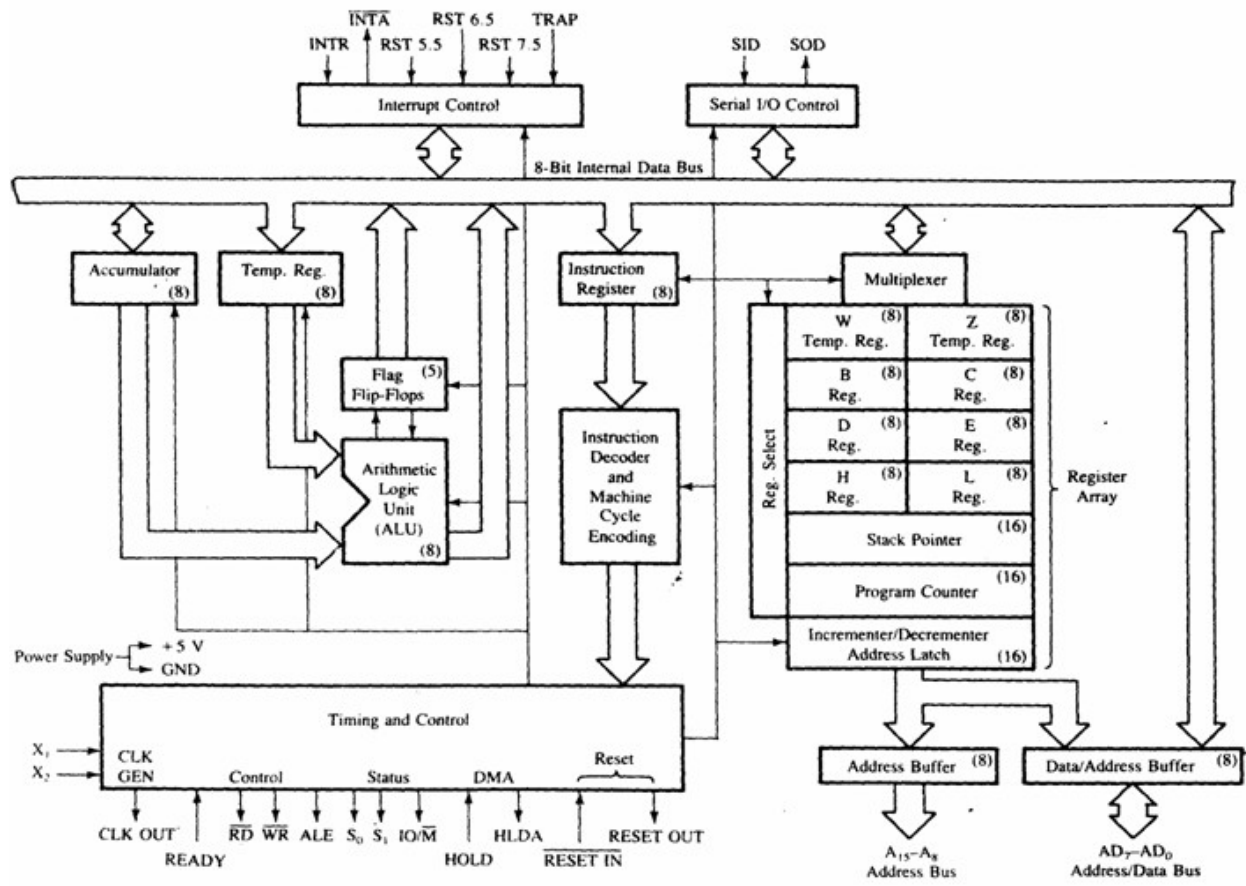 INTA RST 6.5 TRAP
INTR RST 5.5 RST 7.5
SID SOD
Interrupt Control
Serial I/O Control
8-Bit Internal Data Bus
Accumulator
(8)
Temp. Reg.
(8)
Instruction
Register (8)
Multiplexer
Flag (5)
Flip-Flops
Arithmetic
Logic
Unit
(ALU)
(8)
Instruction
Decoder
and
Machine
Cycle
Encoding
Reg. Select
W (8)
Temp. Reg.
Z (8)
Temp. Reg.
B (8)
Reg.
C (8)
Reg.
D (8)
Reg.
E (8)
Reg.
H (8)
Reg.
L (8)
Reg.
(16)
Stack Pointer
(16)
Program Counter
Incrementer/Decrementer
Address Latch (16)
Register
Array
Power Supply
+5 V
GND
Timing and Control
X₁
X₂
CLK
GEN
Control
Status
DMA
Reset
CLK OUT
READY
RD WR ALE S₀ S₁ IO/M
HOLD
HLDA
RESET IN
RESET OUT
Address Buffer (8)
Data/Address Buffer (8)
A₁₅–A₈
Address Bus
AD₇–AD₀
Address/Data Bus